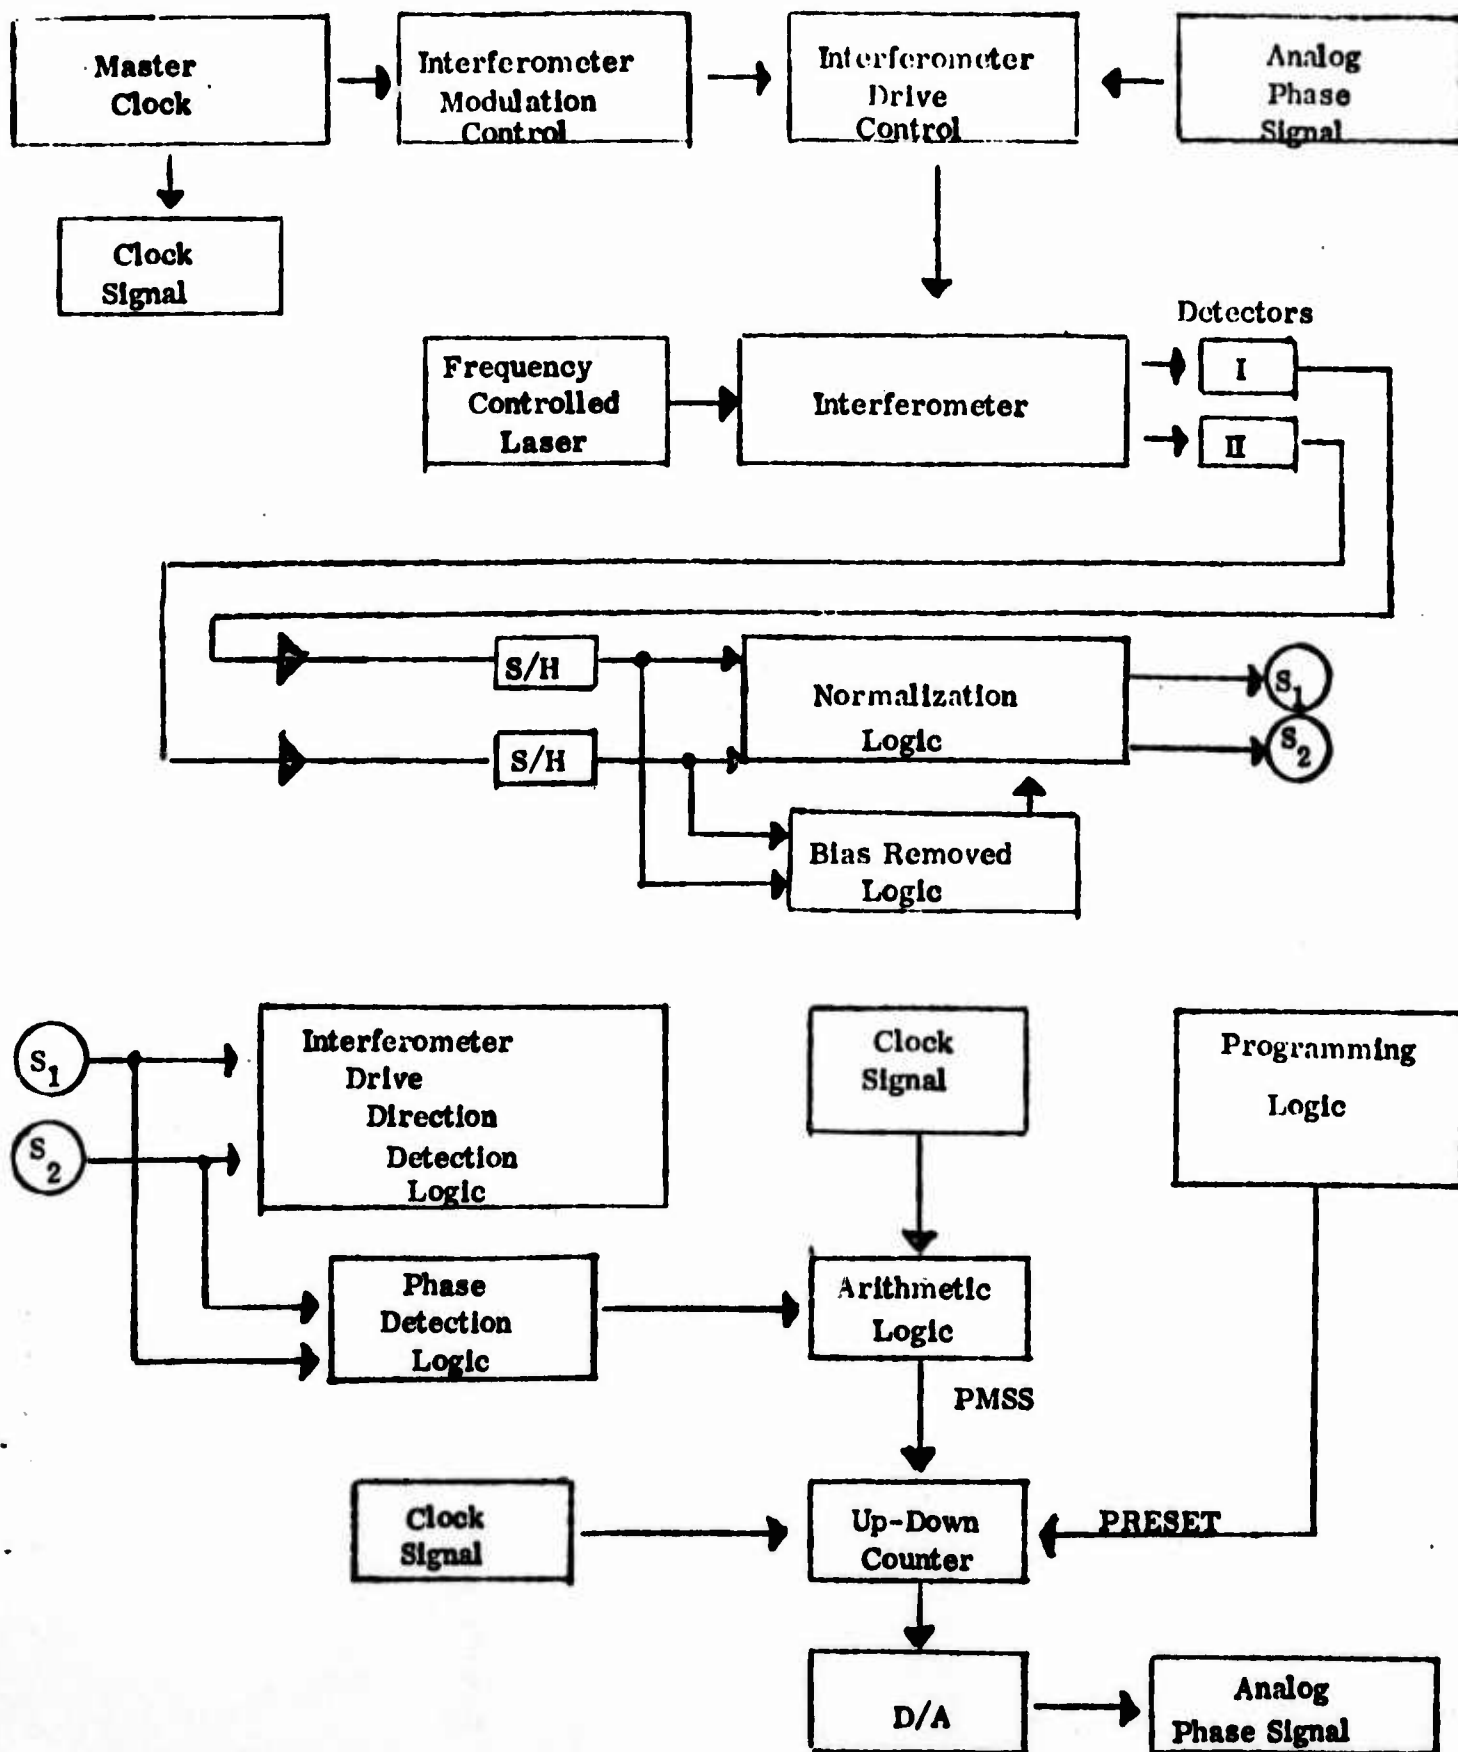 Master
Clock
Interferometer
Modulation
Control
Interferometer
Drive
Control
Analog
Phase
Signal
Clock
Signal
Detectors
Frequency
Controlled
Laser
Interferometer
I
II
S/H
Normalization
Logic
S1
S/H
S2
Bias Removed
Logic
S1
S2
Interferometer
Drive
Direction
Detection
Logic
Clock
Signal
Programming
Logic
Phase
Detection
Logic
Arithmetic
Logic
PMSS
Clock
Signal
Up-Down
Counter
PRESET
D/A
Analog
Phase Signal